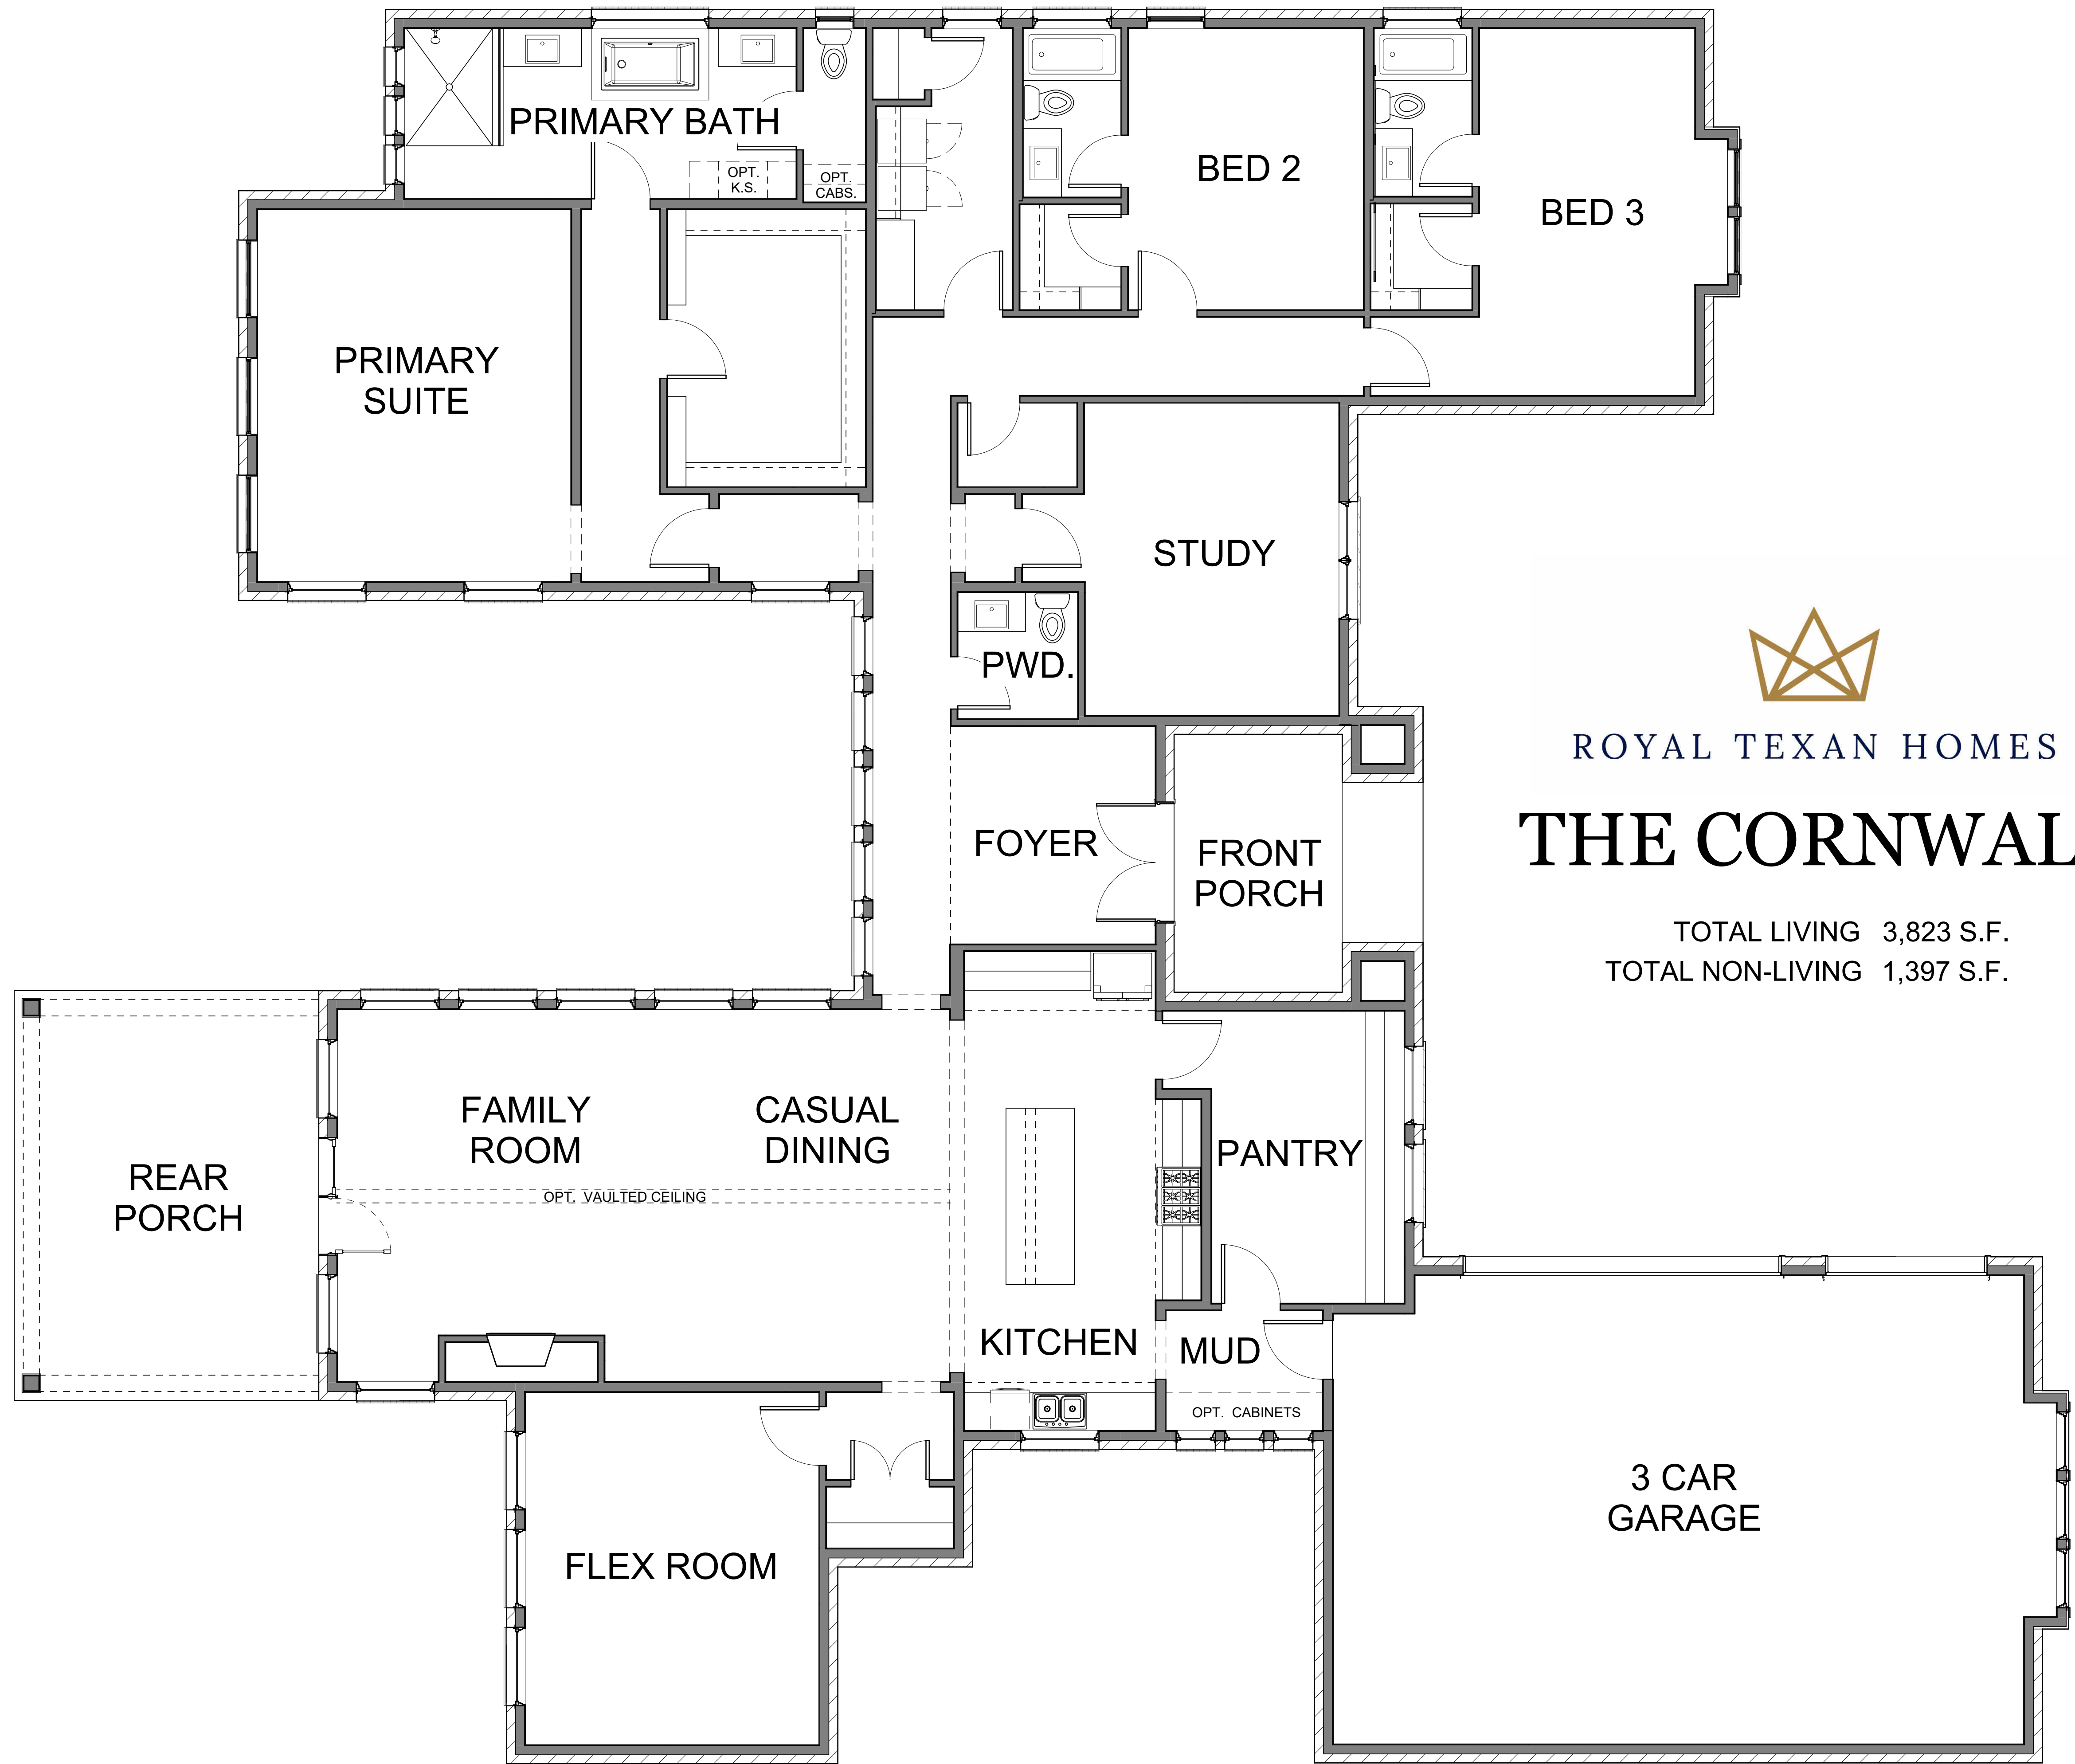 PRIMARY BATH
OPT.
K.S.
OPT.
CABS.
BED 2
BED 3
PRIMARY
SUITE
STUDY
PWD.
ROYAL TEXAN HOMES
THE CORNWAL
FOYER
FRONT
PORCH
TOTAL LIVING 3,823 S.F.
TOTAL NON-LIVING 1,397 S.F.
FAMILY
ROOM
CASUAL
DINING
PANTRY
REAR
PORCH
OPT. VAULTED CEILING
KITCHEN
MUD
OPT. CABINETS
3 CAR
GARAGE
FLEX ROOM